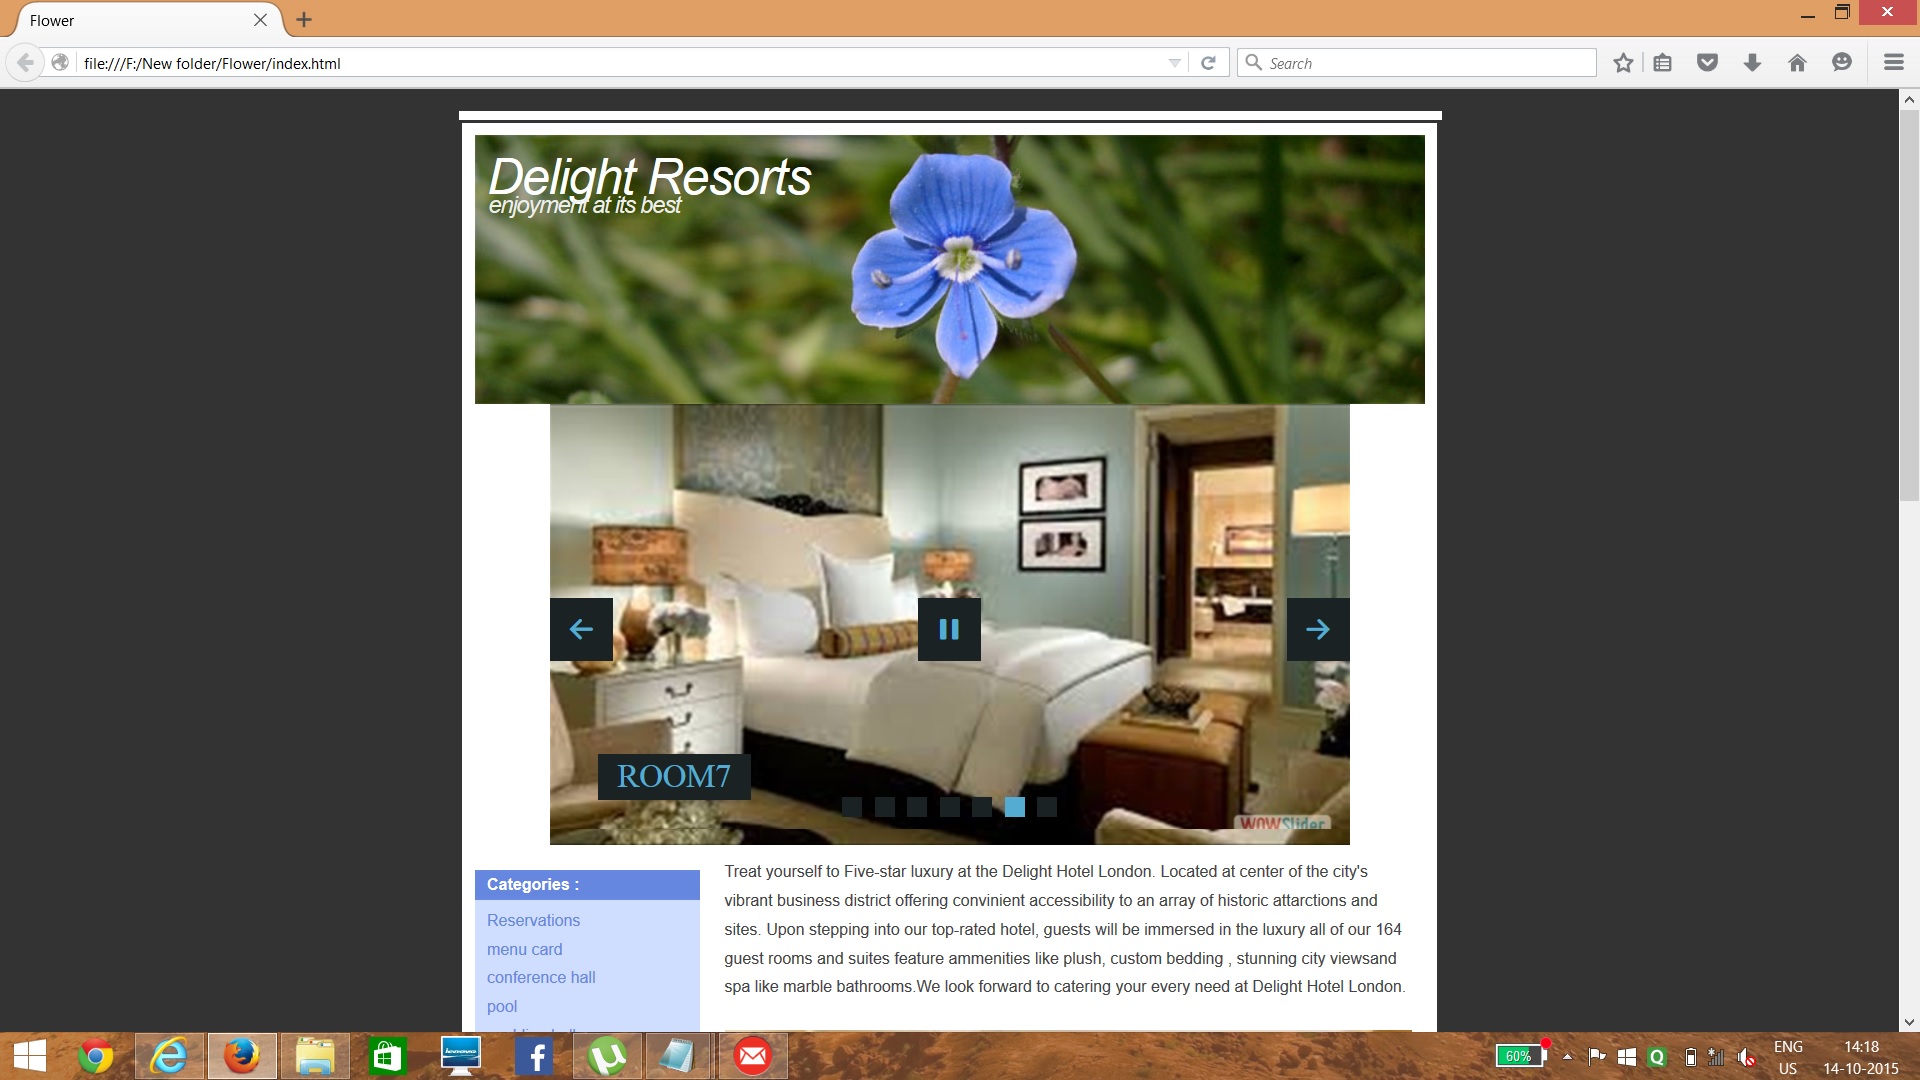 Flower
file:///F:/New folder/Flower/index.html
Search
Delight Resorts
enjoyment at its best
ROOM7
WOWSlider
Categories :
Reservations
menu card
conference hall
pool
Treat yourself to Five-star luxury at the Delight Hotel London. Located at center of the city's
vibrant business district offering convinient accessibility to an array of historic attarctions and
sites. Upon stepping into our top-rated hotel, guests will be immersed in the luxury all of our 164
guest rooms and suites feature ammenities like plush, custom bedding , stunning city viewsand
spa like marble bathrooms.We look forward to catering your every need at Delight Hotel London.
60%
ENG
US
14:18
14-10-2015